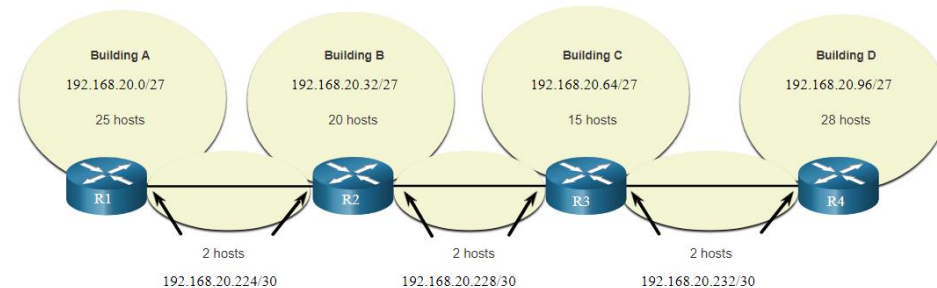 Building A
192.168.20.0/27
25 hosts
Building B
192.168.20.32/27
20 hosts
Building C
192.168.20.64/27
15 hosts
Building D
192.168.20.96/27
28 hosts
R1
R2
R3
R4
2 hosts
192.168.20.224/30
2 hosts
192.168.20.228/30
2 hosts
192.168.20.232/30